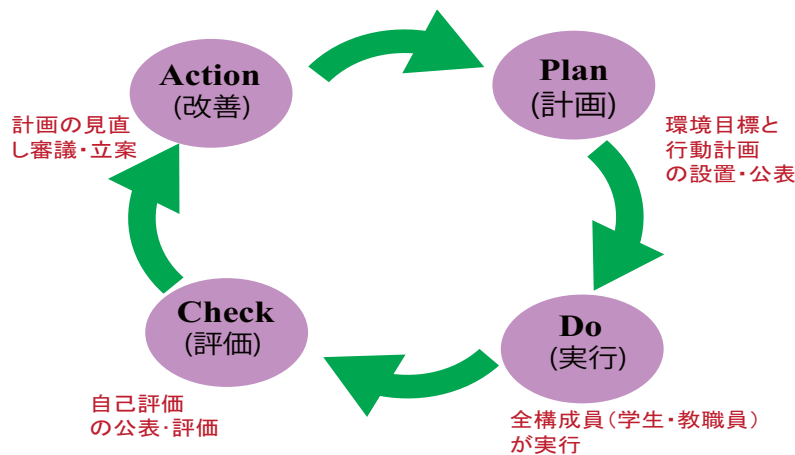 Action
(改善)
計画の見直
し審議・立案
Plan
(計画)
環境目標と
行動計画
の設置・公表
Check
(評価)
自己評価
の公表・評価
Do
(実行)
全構成員(学生・教職員)
が実行